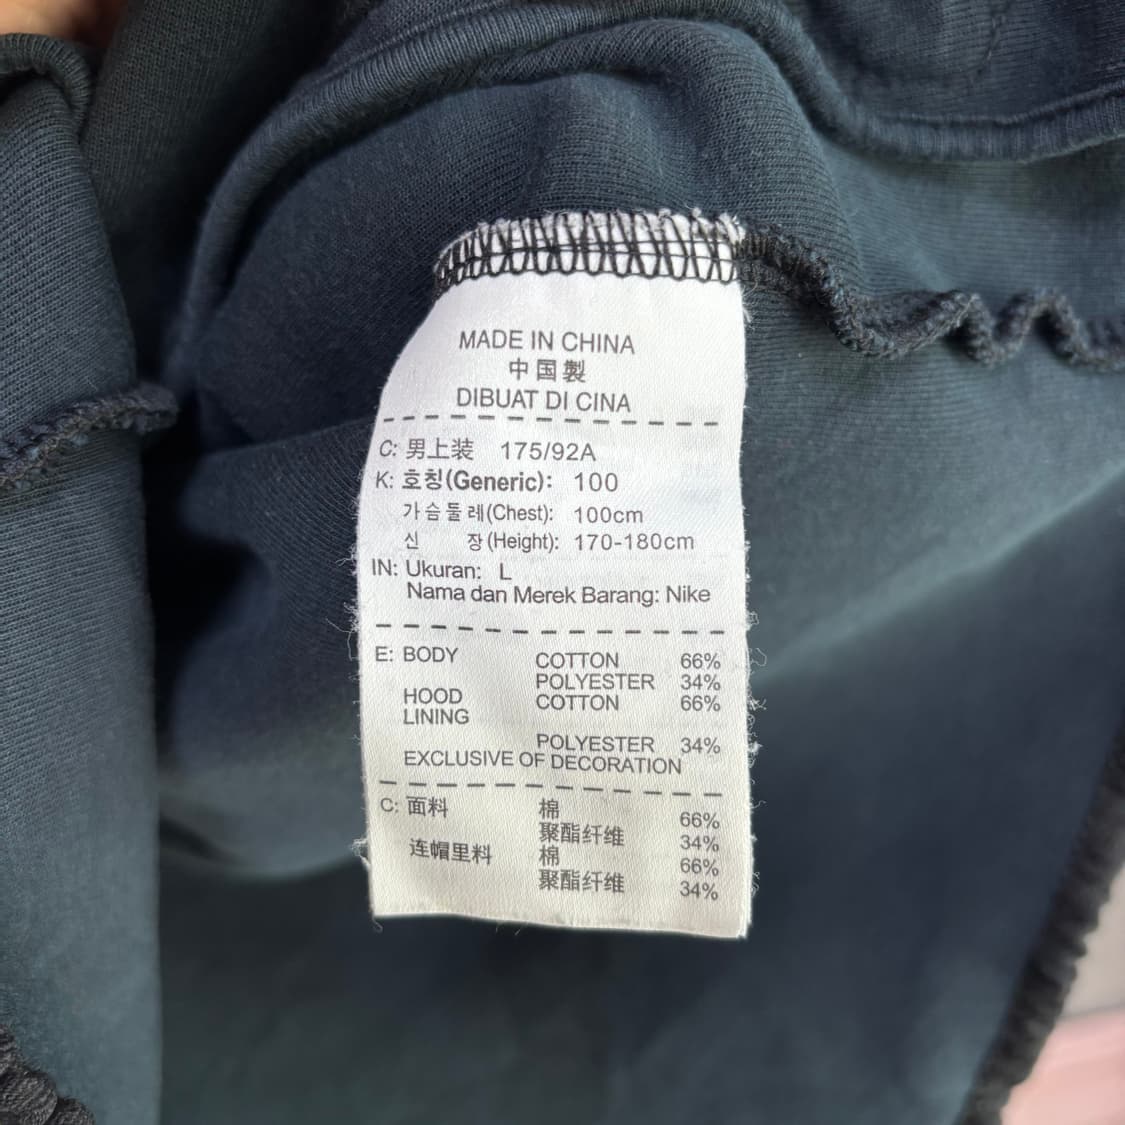 MADE IN CHINA
中国製
DIBUAT DI CINA
C: 男上装 175/92A
K: 호칭(Generic): 100
가슴둘레(Chest): 100cm
신 장(Height): 170-180cm
IN: Ukuran: L
Nama dan Merek Barang: Nike
E: BODY COTTON 66%
POLYESTER 34%
HOOD LINING COTTON 66%
POLYESTER 34%
EXCLUSIVE OF DECORATION
C: 面料 棉 66%
聚酯纤维 34%
连帽里料 棉 66%
聚酯纤维 34%